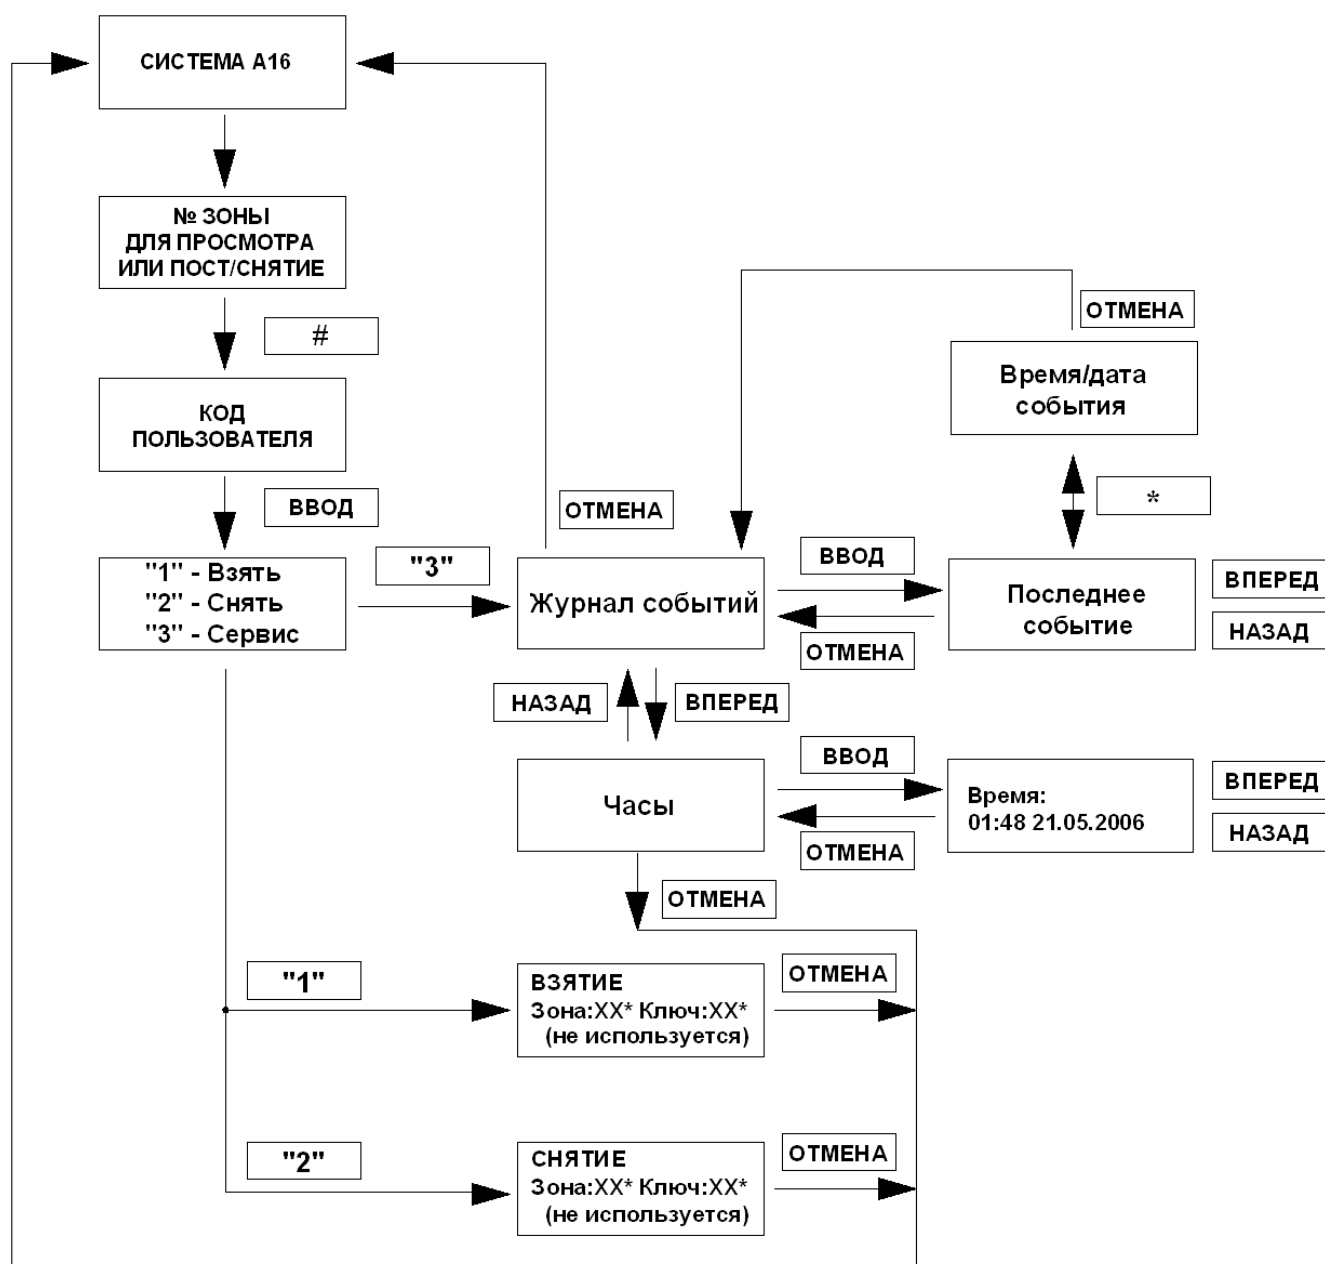 СИСТЕМА А16
№ ЗОНЫ
ДЛЯ ПРОСМОТРА
ИЛИ ПОСТ/СНЯТИЕ
#
КОД
ПОЛЬЗОВАТЕЛЯ
ВВОД
"1" - Взять
"2" - Снять
"3" - Сервис
"3"
ОТМЕНА
Журнал событий
ОТМЕНА
Время/дата
события
*
ВВОД
ОТМЕНА
Последнее
событие
ВПЕРЕД
НАЗАД
НАЗАД
ВПЕРЕД
Часы
ВВОД
ОТМЕНА
Время:
01:48 21.05.2006
ВПЕРЕД
НАЗАД
ОТМЕНА
"1"
ВЗЯТИЕ
Зона:XX* Ключ:XX*
(не используется)
ОТМЕНА
"2"
СНЯТИЕ
Зона:XX* Ключ:XX*
(не используется)
ОТМЕНА